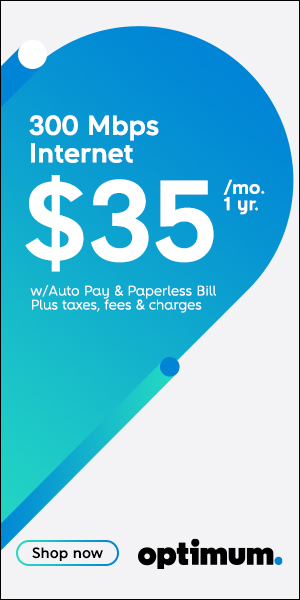 300 Mbps
Internet
$35 /mo.
1 yr.
w/Auto Pay & Paperless Bill
Plus taxes, fees & charges
Shop now
optimum.